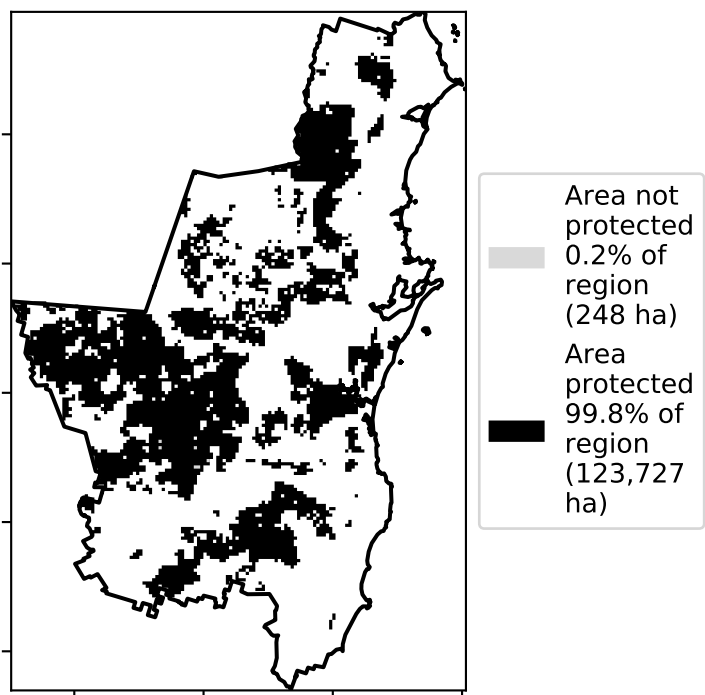 Area not
protected
0.2% of
region
(248 ha)
Area
protected
99.8% of
region
(123,727
ha)